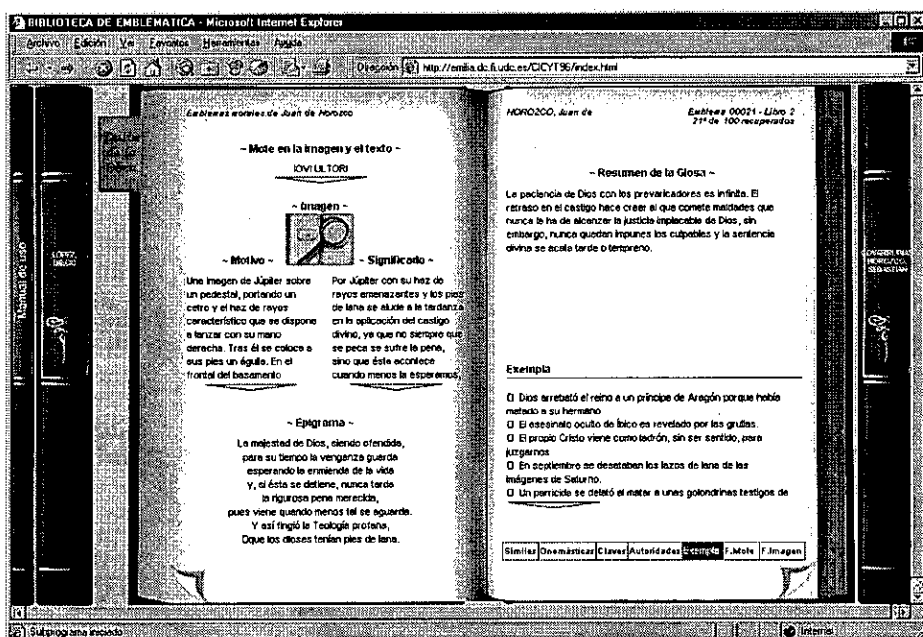 BIBLIOTECA DE EMBLEMATICA - Microsoft Internet Explorer
Archivo Edición Ver Favoritos Herramientas Ayuda
Dirección http://emilia.dc.fi.udc.es/CICYT96/index.html
Manual de uso
Emblemas morales de Juan de Horozco
~ Mote en la imagen y el texto ~
IOVI ULTORI
~ Imagen ~
~ Motivo ~
Una imagen de Júpiter sobre
un pedestal, portando un
cetro y el haz de rayos
característico que se dispone
a lanzar con su mano
derecha. Tras él se coloca a
sus pies un águila. En el
frontal del basamento
~ Significado ~
Por Júpiter con su haz de
rayos amenazantes y los pies
de lana se alude a la tardanza
en la aplicación del castigo
divino, ya que no siempre que
se peca se sufre la pena,
sino que ésta acontece
cuando menos la esperamos,
~ Epigrama ~
La majestad de Dios, siendo ofendida,
para su tiempo la venganza guarda
esperando la enmienda de la vida
y, si ésta se detiene, nunca tarda
la rigurosa pena merecida,
pues viene quando menos tal se aguarda.
Y así fingió la Teología profana,
Que los dioses tenían pies de lana.
HOROZCO, Juan de
Emblema 00021 - Libro 2
21º de 100 recuperados
~ Resumen de la Glosa ~
La paciencia de Dios con los prevaricadores es infinita. El
retraso en el castigo hace creer al que comete maldades que
nunca le ha de alcanzar la justicia implacable de Dios, sin
embargo, nunca quedan impunes los culpables y la sentencia
divina se acata tarde o temprano.
Exempla
Dios arrebató el reino a un príncipe de Aragón porque había
matado a su hermano
El asesinato oculto de Íbico es revelado por las grullas.
El propio Cristo viene como ladrón, sin ser sentido, para
juzgarnos
En septiembre se desataban los lazos de lana de las
imágenes de Saturno.
Un parricida se delató al matar a unas golondrinas testigos de
Símiles Onomásticas Claves Autoridades Exempla F.Mote F.Imagen
HOROZCO,
SEBASTIAN
Subprograma iniciado
Internet